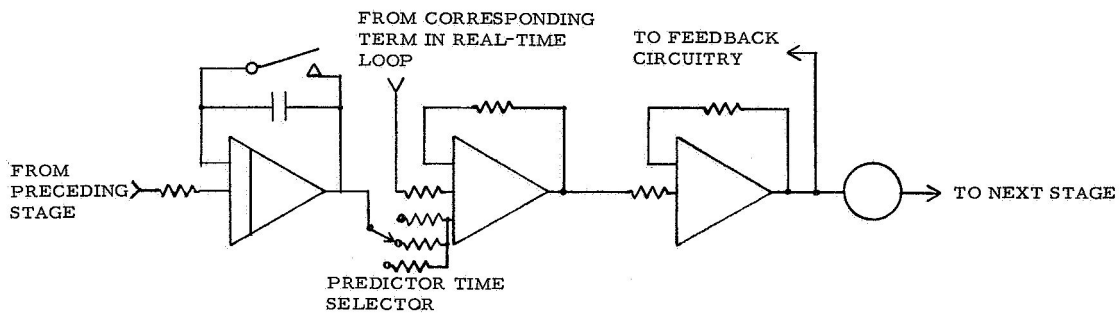 FROM CORRESPONDING
TERM IN REAL-TIME
LOOP
TO FEEDBACK
CIRCUITRY
FROM
PRECEDING
STAGE
TO NEXT STAGE
PREDICTOR TIME
SELECTOR